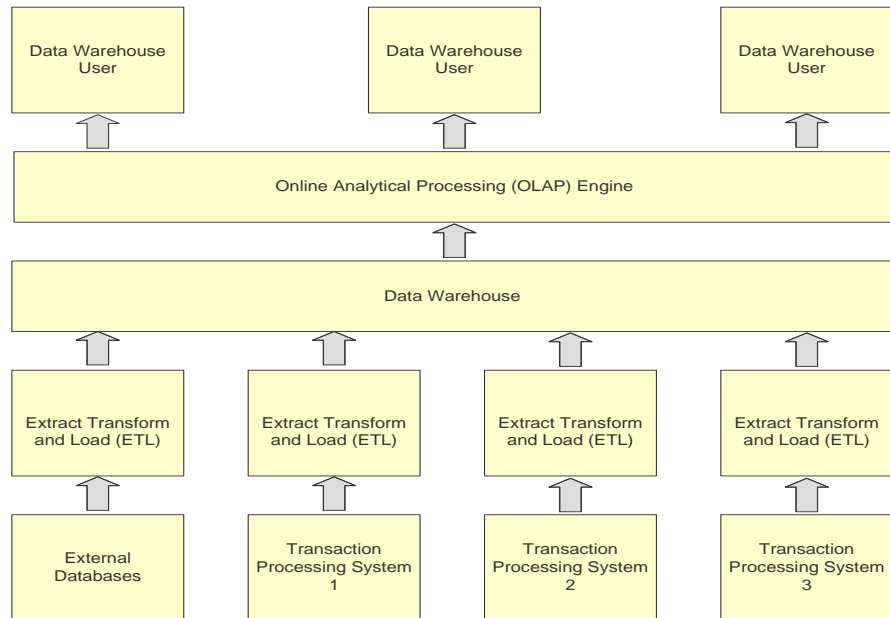 Data Warehouse
User
Data Warehouse
User
Data Warehouse
User
Online Analytical Processing (OLAP) Engine
Data Warehouse
Extract Transform
and Load (ETL)
Extract Transform
and Load (ETL)
Extract Transform
and Load (ETL)
Extract Transform
and Load (ETL)
External
Databases
Transaction
Processing System
1
Transaction
Processing System
2
Transaction
Processing System
3